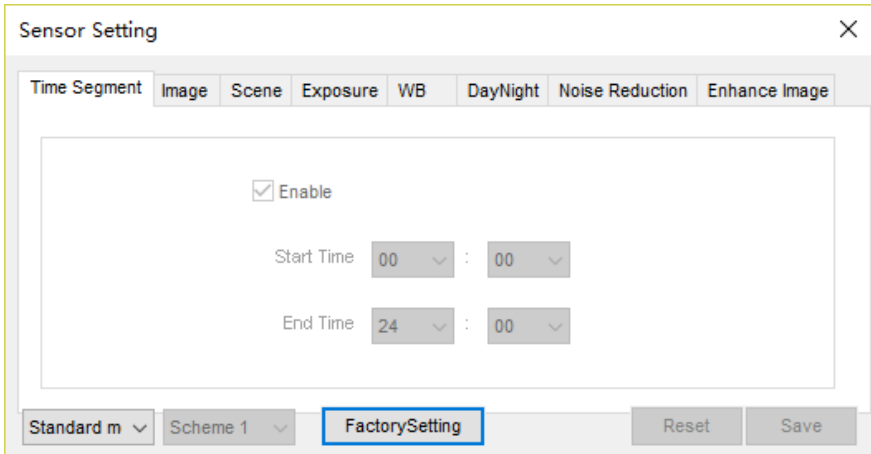 Sensor Setting
Time Segment Image Scene Exposure WB DayNight Noise Reduction Enhance Image
Enable
Start Time 00 : 00
End Time 24 : 00
Standard m Scheme 1 FactorySetting Reset Save